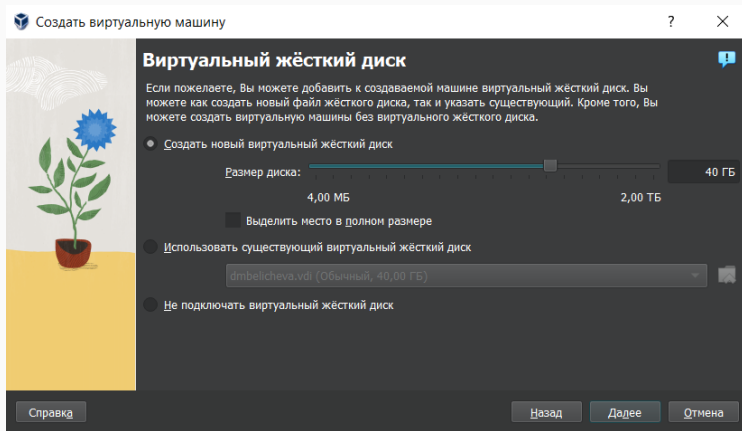 Создать виртуальную машину
Виртуальный жёсткий диск
Если пожелаете, Вы можете добавить к создаваемой машине виртуальный жёсткий диск. Вы
можете как создать новый файл жёсткого диска, так и указать существующий. Кроме того, Вы
можете создать виртуальную машину без виртуального жёсткого диска.
Создать новый виртуальный жёсткий диск
Размер диска:
40 ГБ
4,00 МБ
2,00 ТБ
Выделить место в полном размере
Использовать существующий виртуальный жёсткий диск
dmbelicheva.vdi (Обычный, 40,00 ГБ)
Не подключать виртуальный жёсткий диск
Справка
Назад
Далее
Отмена